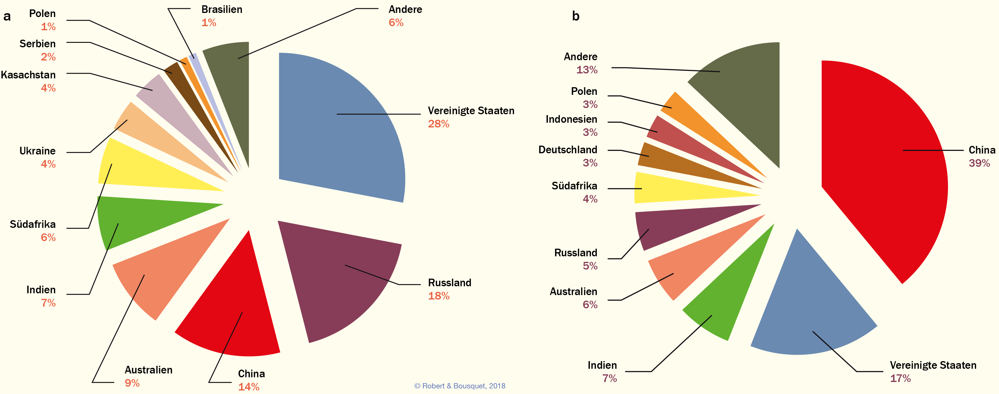 a
Polen
1%
Serbien
2%
Kasachstan
4%
Ukraine
4%
Südafrika
6%
Indien
7%
Australien
9%
China
14%
Russland
18%
Vereinigte Staaten
28%
Andere
6%
Brasilien
1%
b
Andere
13%
Polen
3%
Indonesien
3%
Deutschland
3%
Südafrika
4%
Russland
5%
Australien
6%
Indien
7%
Vereinigte Staaten
17%
China
39%
© Robert & Bousquet, 2018